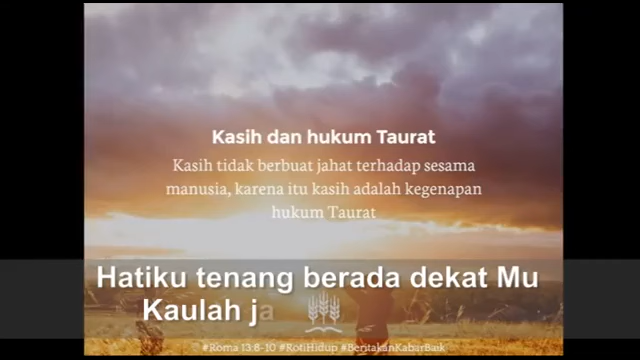 Kasih dan hukum Taurat
Kasih tidak berbuat jahat terhadap sesama
manusia, karena itu kasih adalah kegenapan
hukum Taurat
Hatiku tenang berada dekat Mu
Kaulah ja
#Roma 13:8-10 #RotiHidup #BeritakanKabarBaik